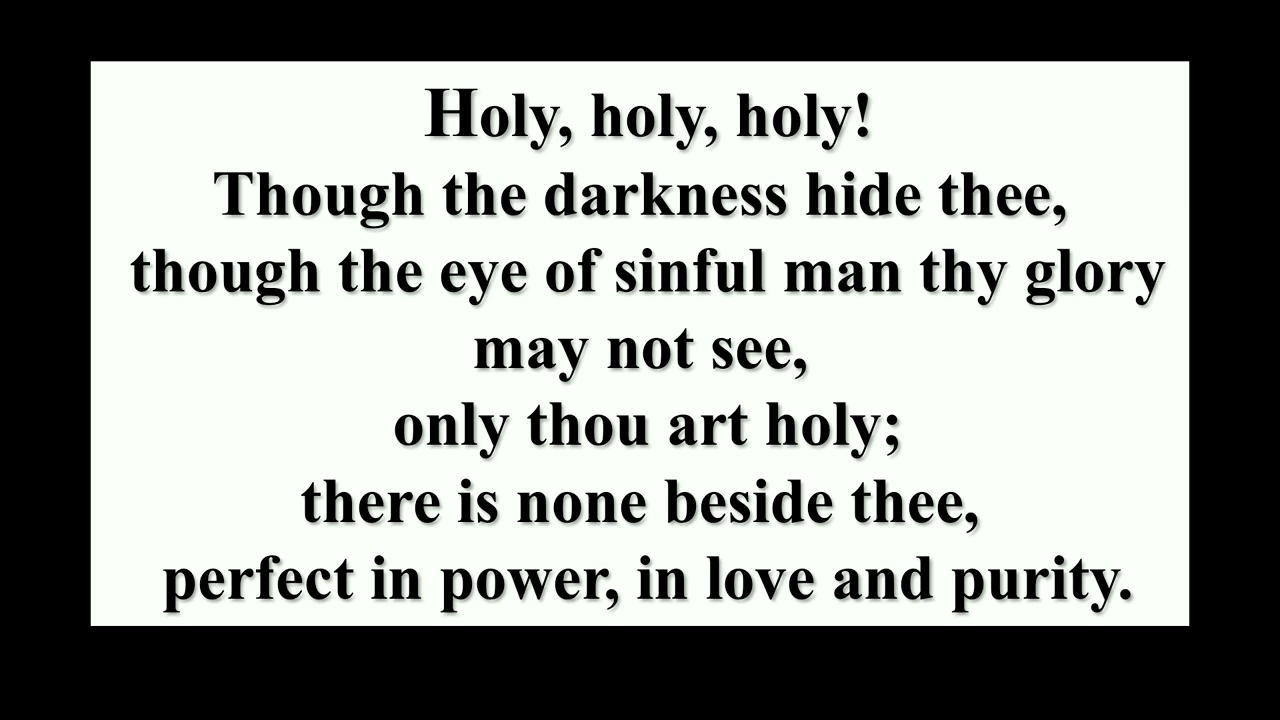 Holy, holy, holy!
Though the darkness hide thee,
though the eye of sinful man thy glory
may not see,
only thou art holy;
there is none beside thee,
perfect in power, in love and purity.